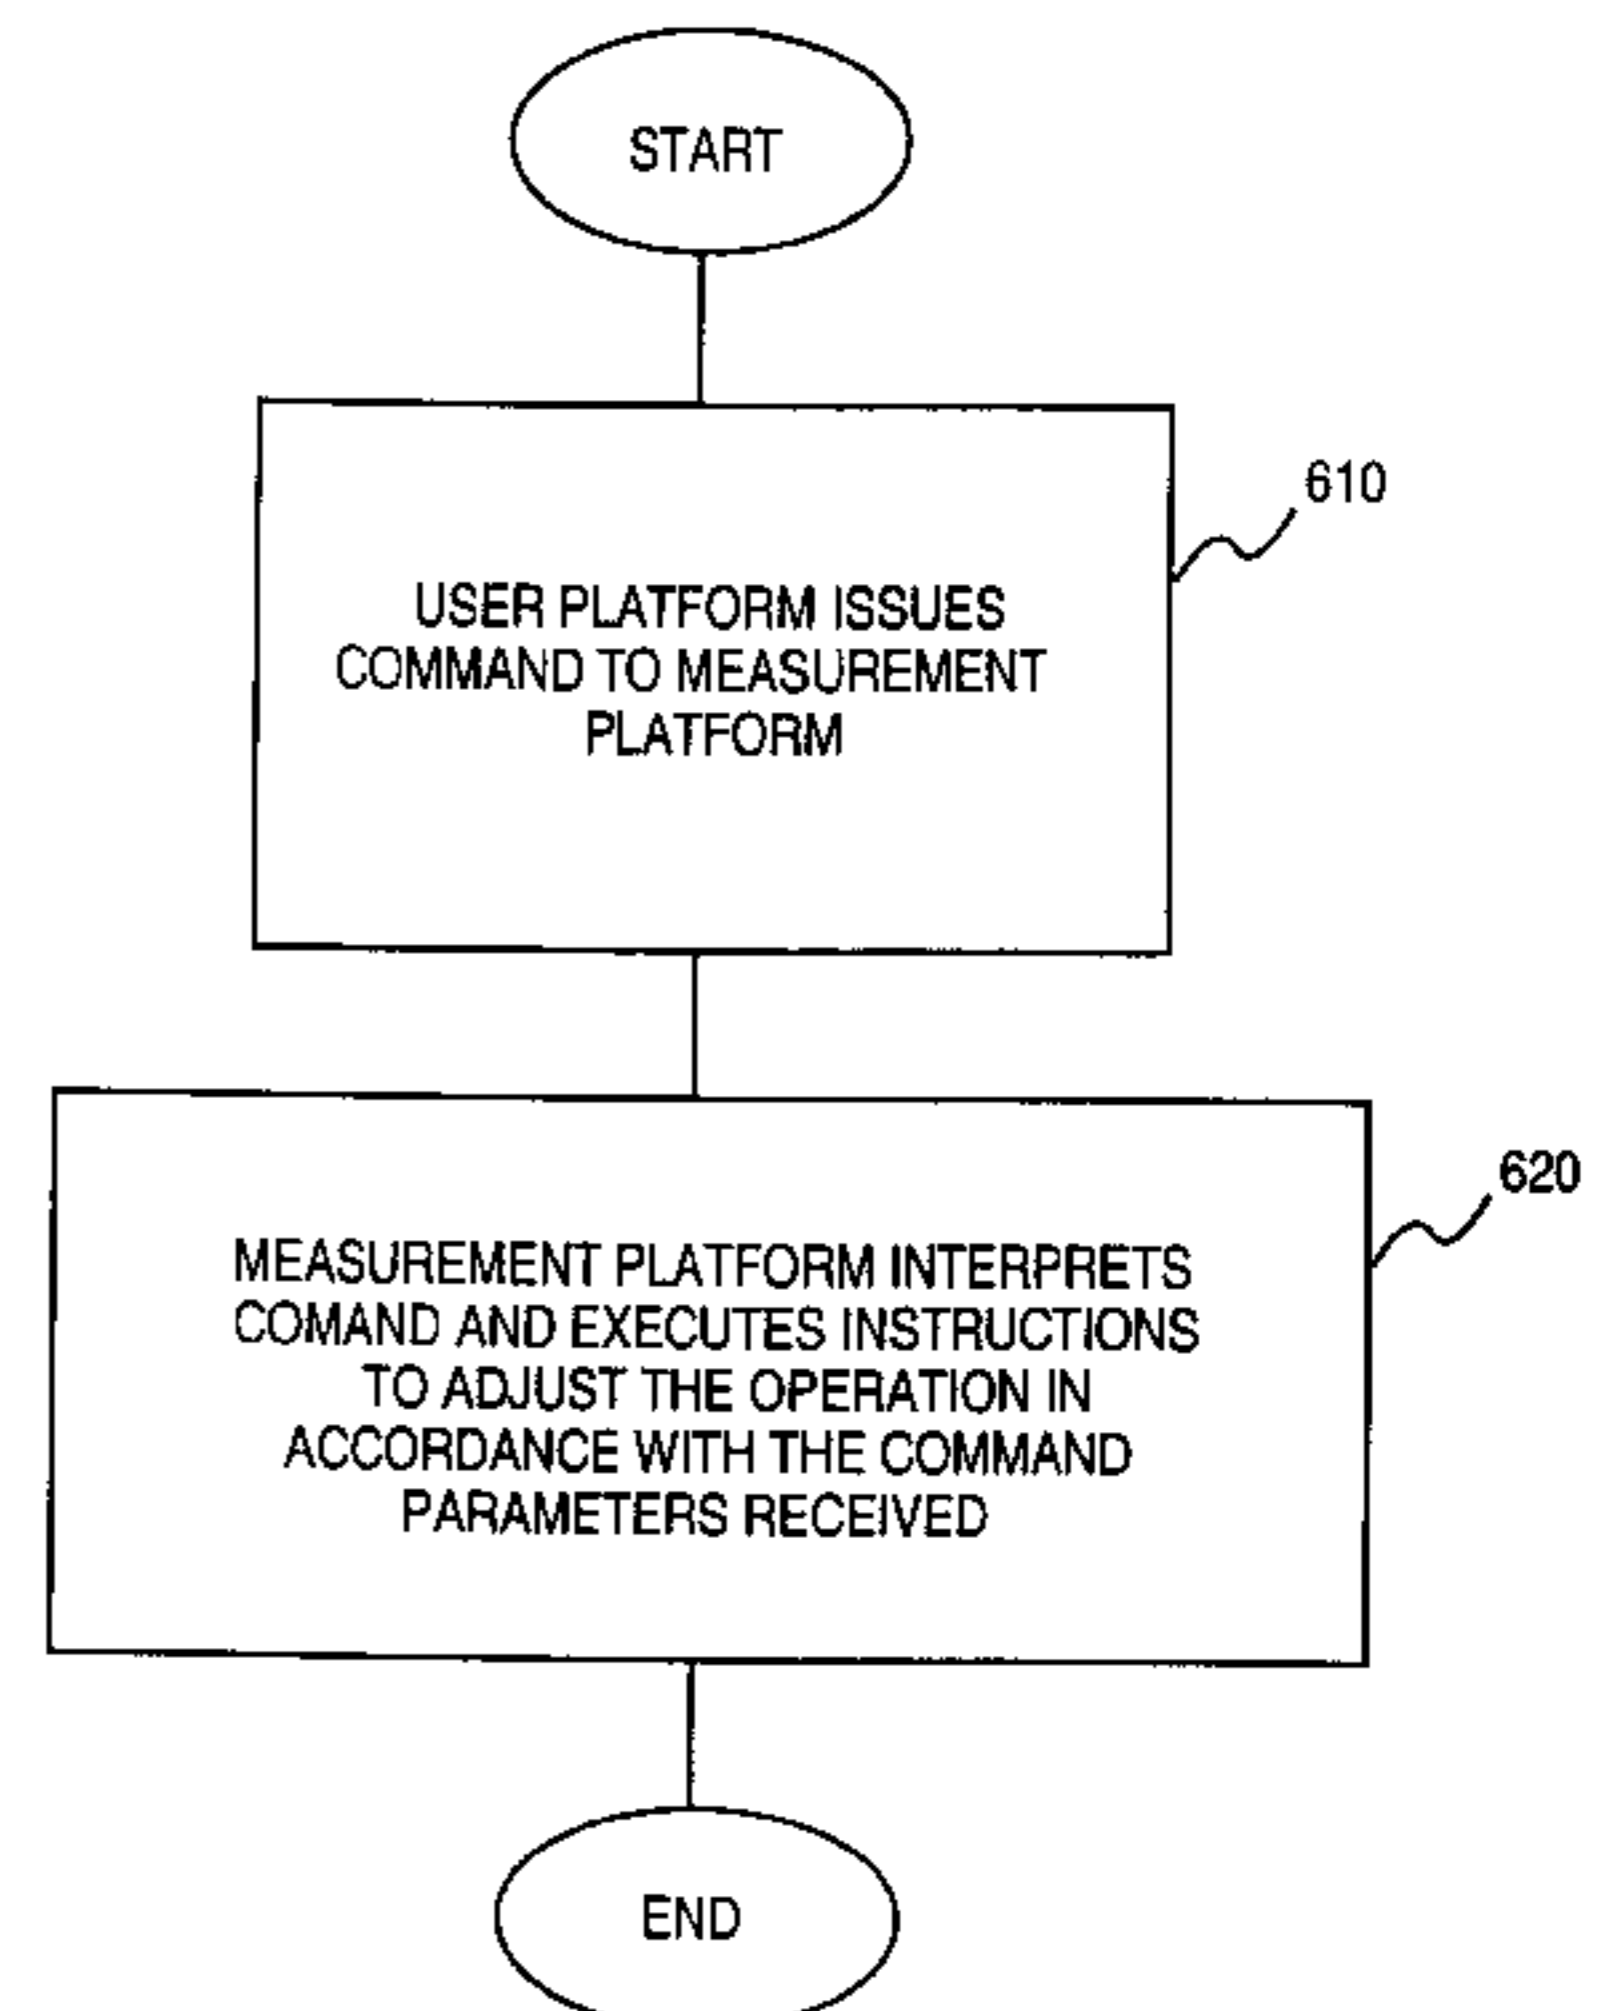 START
610
USER PLATFORM ISSUES
COMMAND TO MEASUREMENT
PLATFORM
620
MEASUREMENT PLATFORM INTERPRETS
COMAND AND EXECUTES INSTRUCTIONS
TO ADJUST THE OPERATION IN
ACCORDANCE WITH THE COMMAND
PARAMETERS RECEIVED
END